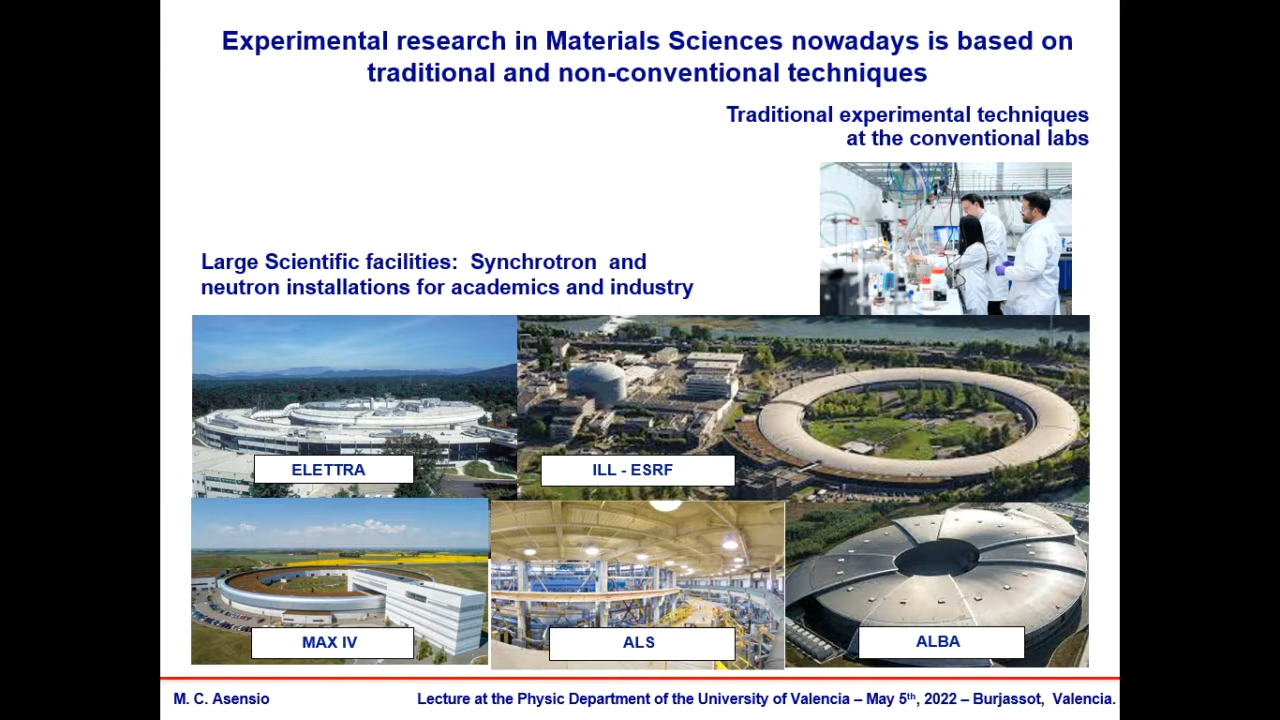 Experimental research in Materials Sciences nowadays is based on
traditional and non-conventional techniques
Traditional experimental techniques
at the conventional labs
Large Scientific facilities: Synchrotron and
neutron installations for academics and industry
ELETTRA
ILL - ESRF
MAX IV
ALS
ALBA
M. C. Asensio
Lecture at the Physic Department of the University of Valencia – May 5th, 2022 – Burjassot, Valencia.